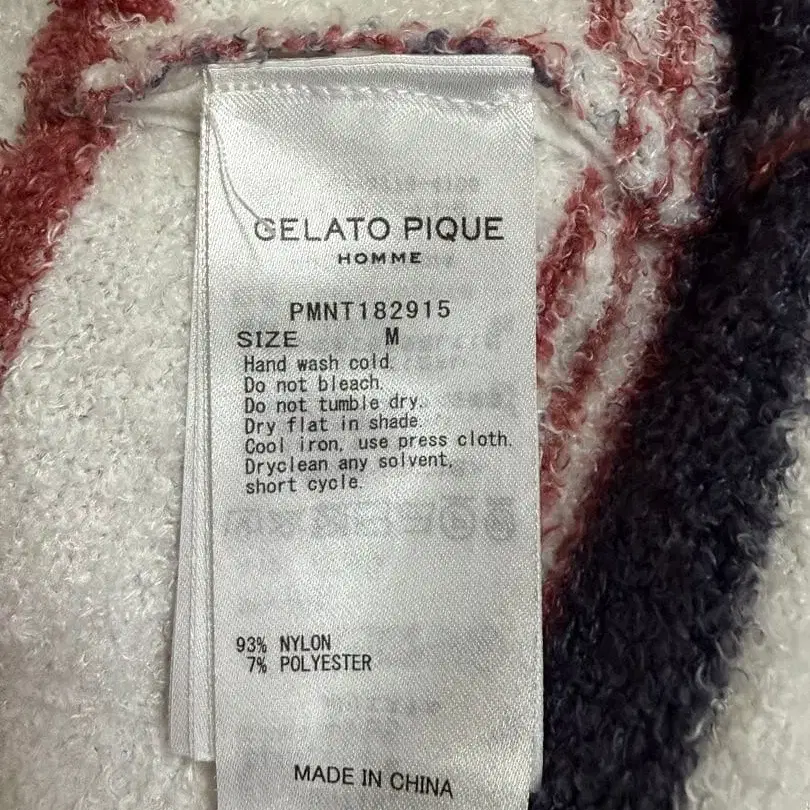 GELATO PIQUE
HOMME
PMNT182915
SIZE M
Hand wash cold.
Do not bleach.
Do not tumble dry.
Dry flat in shade.
Cool iron, use press cloth.
Dryclean any solvent,
short cycle.
93% NYLON
7% POLYESTER
MADE IN CHINA